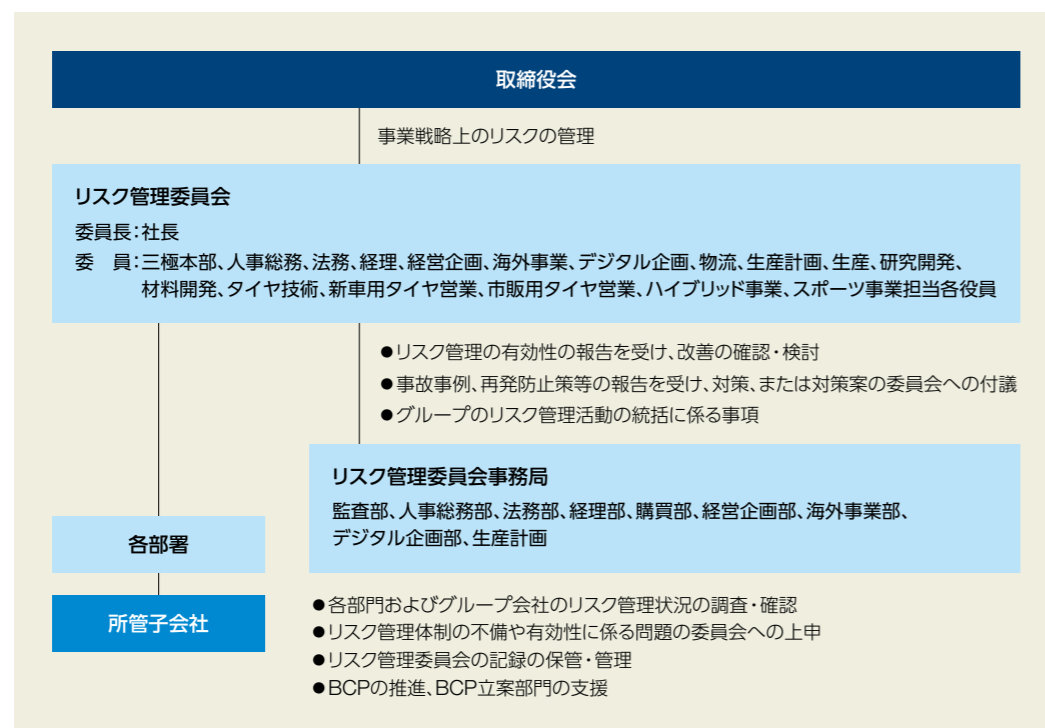 取締役会
事業戦略上のリスクの管理
リスク管理委員会
委員長：社長
委　員：三極本部、人事総務、法務、経理、経営企画、海外事業、デジタル企画、物流、生産計画、生産、研究開発、
材料開発、タイヤ技術、新車用タイヤ営業、市販用タイヤ営業、ハイブリッド事業、スポーツ事業担当各役員
●リスク管理の有効性の報告を受け、改善の確認・検討
●事故事例、再発防止策等の報告を受け、対策、または対策案の委員会への付議
●グループのリスク管理活動の統括に係る事項
リスク管理委員会事務局
監査部、人事総務部、法務部、経理部、購買部、経営企画部、海外事業部、
デジタル企画部、生産計画
各部署
所管子会社
●各部門およびグループ会社のリスク管理状況の調査・確認
●リスク管理体制の不備や有効性に係る問題の委員会への上申
●リスク管理委員会の記録の保管・管理
●BCPの推進、BCP立案部門の支援